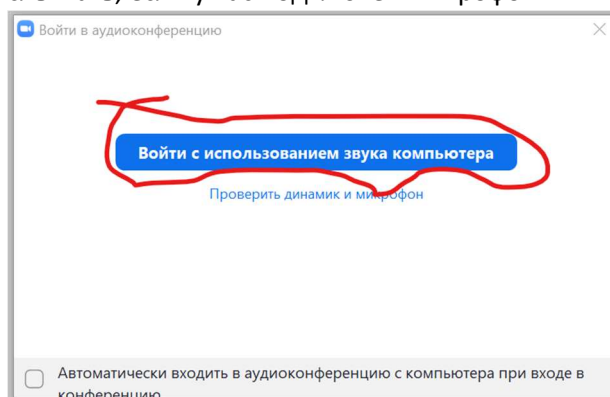 Войти в аудиоконференцию
Войти с использованием звука компьютера
Проверить динамик и микрофон
Автоматически входить в аудиоконференцию с компьютера при входе в
конференцию